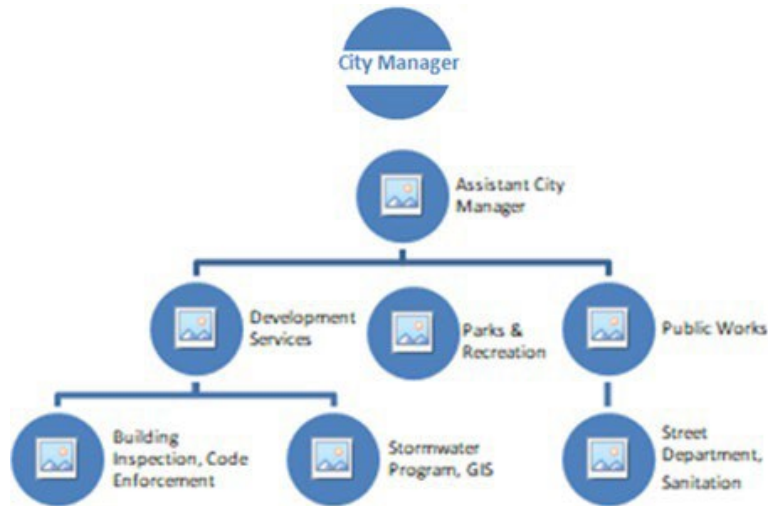 City Manager
Assistant City
Manager
Development
Services
Parks &
Recreation
Public Works
Building
Inspection, Code
Enforcement
Stormwater
Program, GIS
Street
Department,
Sanitation